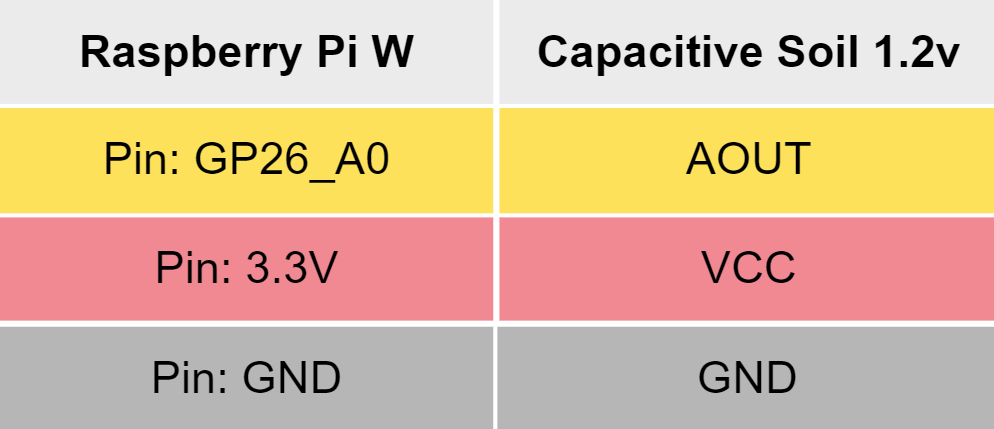 Raspberry Pi W Capacitive Soil 1.2v
Pin: GP26_A0 AOUT
Pin: 3.3V VCC
Pin: GND GND